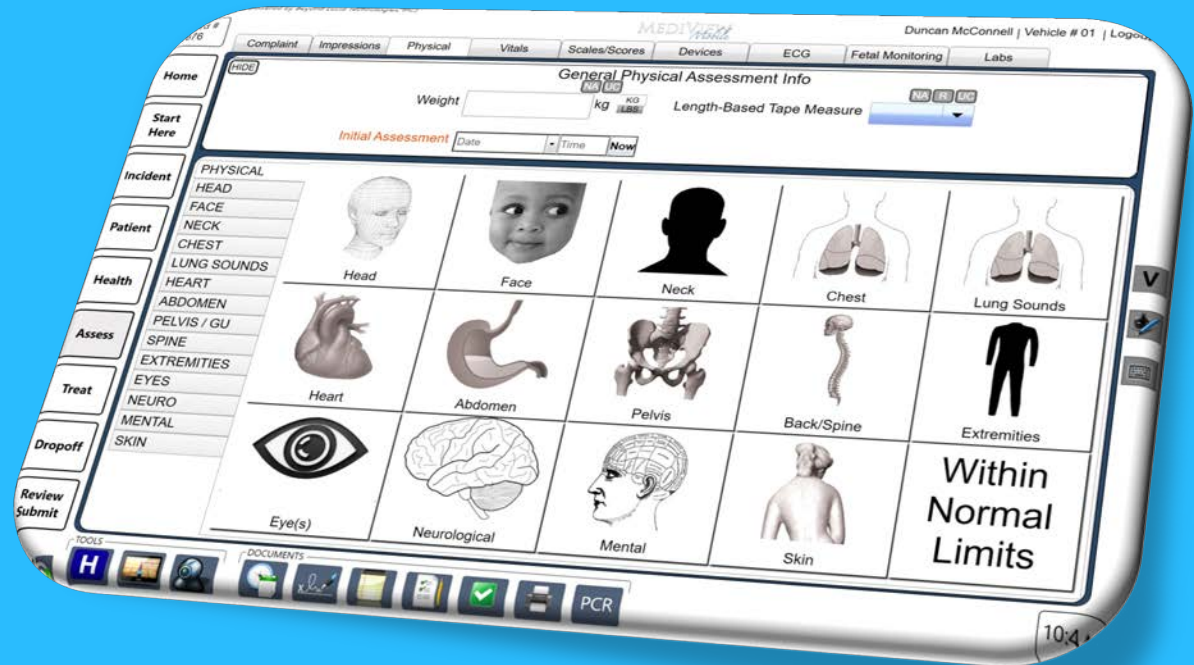 MEDIVIEW
Mobile
Duncan McConnell | Vehicle # 01 | Logout
Complaint
Impressions
Physical
Vitals
Scales/Scores
Devices
ECG
Fetal Monitoring
Labs
HIDE
General Physical Assessment Info
NA UC
Weight
kg
KG
LBS
Length-Based Tape Measure
NA R UC
Initial Assessment
Date
Time
Now
Home
Start
Here
Incident
Patient
Health
Assess
Treat
Dropoff
Review
Submit
PHYSICAL
HEAD
FACE
NECK
CHEST
LUNG SOUNDS
HEART
ABDOMEN
PELVIS / GU
SPINE
EXTREMITIES
EYES
NEURO
MENTAL
SKIN
Head
Face
Neck
Chest
Lung Sounds
Heart
Abdomen
Pelvis
Back/Spine
Extremities
Eye(s)
Neurological
Mental
Skin
Within
Normal
Limits
V
TOOLS
H
DOCUMENTS
PCR